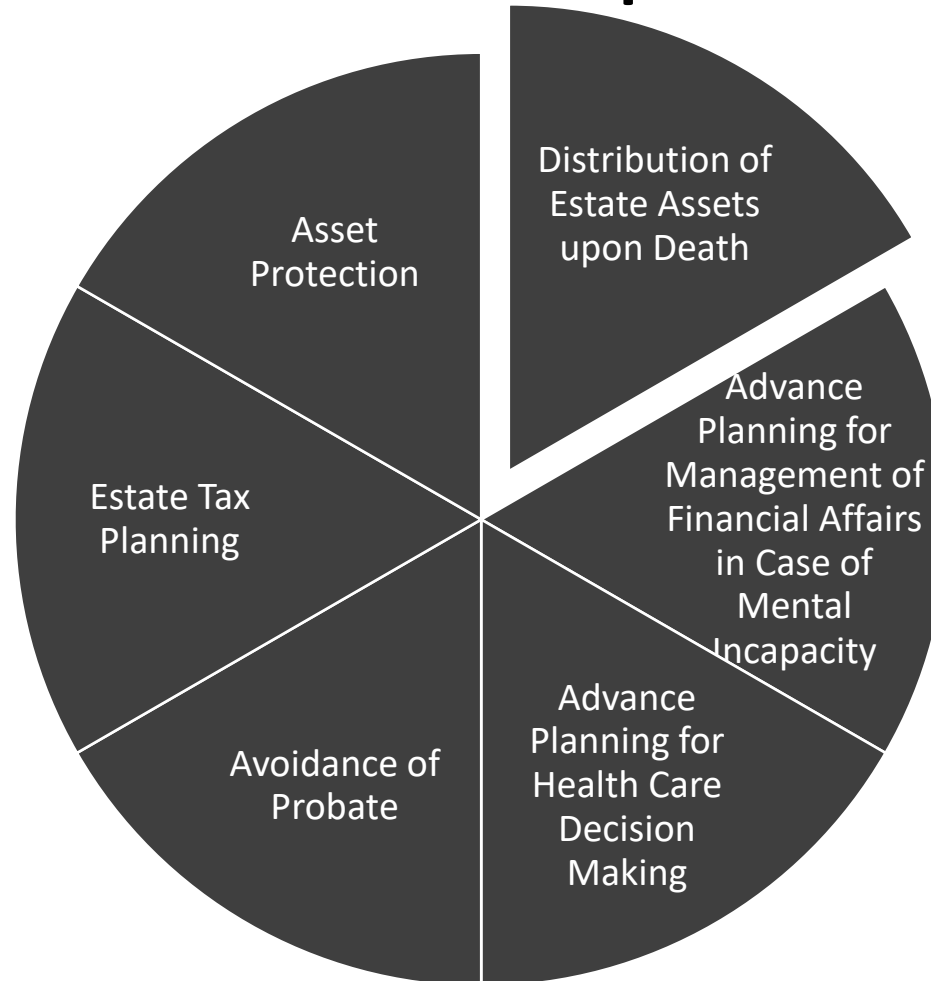 Distribution of
Estate Assets
upon Death
Advance
Planning for
Management of
Financial Affairs
in Case of
Mental
Incapacity
Advance
Planning for
Health Care
Decision
Making
Avoidance of
Probate
Estate Tax
Planning
Asset
Protection